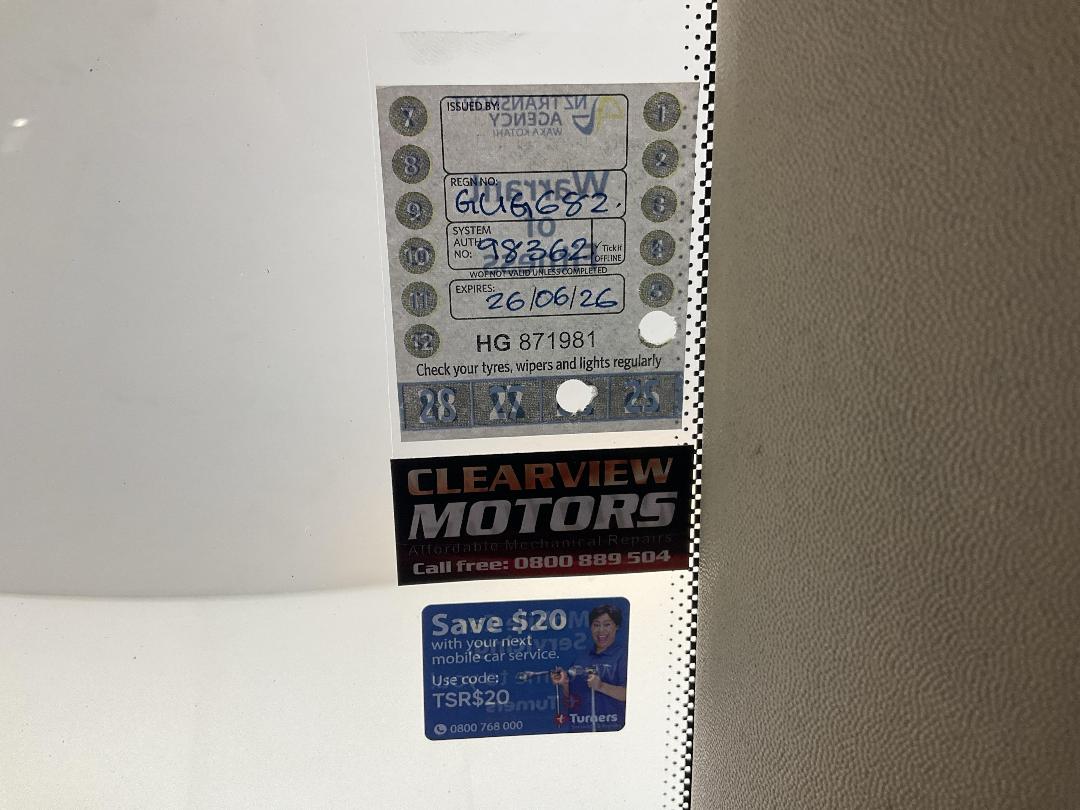 ISSUED BY:
NZ TRANSPORT
AGENCY
WAKA KOTAHI
Warrant
of
Fitness
REGN NO:
GUG682.
SYSTEM
AUTH
NO:
98362
Tick if
OFFLINE
WOF NOT VALID UNLESS COMPLETED
EXPIRES:
26/06/26
HG 871981
Check your tyres, wipers and lights regularly
7
8
9
10
11
12
1
2
3
4
5
28 27 25
CLEARVIEW
MOTORS
Affordable Mechanical Repairs
Call free: 0800 889 504
Save $20
with your next
mobile car service.
Use code:
TSR$20
0800 768 000
Turners